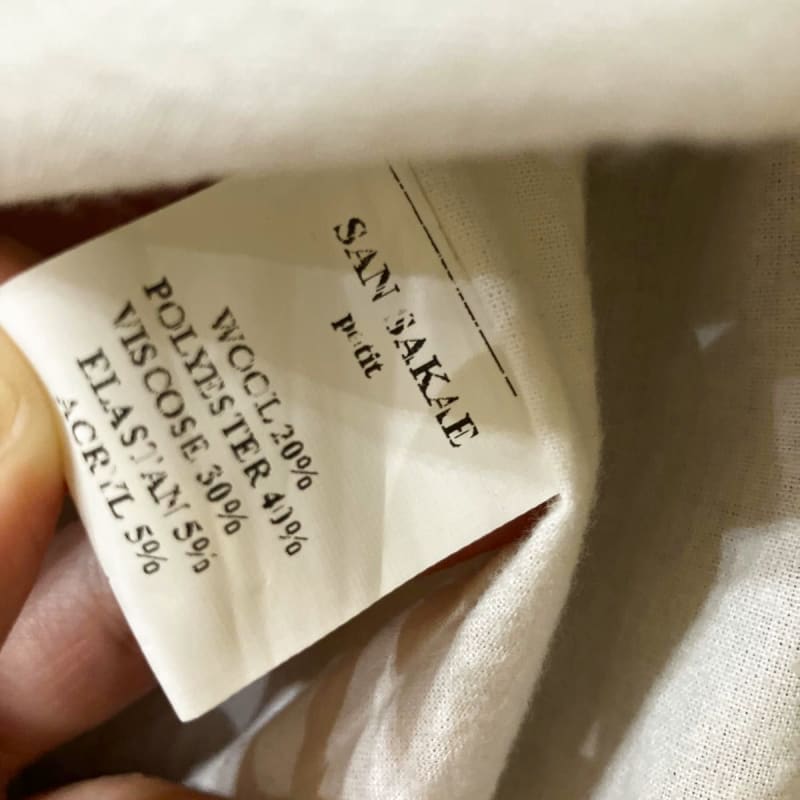 SAN SAKAE
petit
WOOL 20%
POLYESTER 40%
VISCOSE 30%
ELASTAN 5%
ACRYL 5%